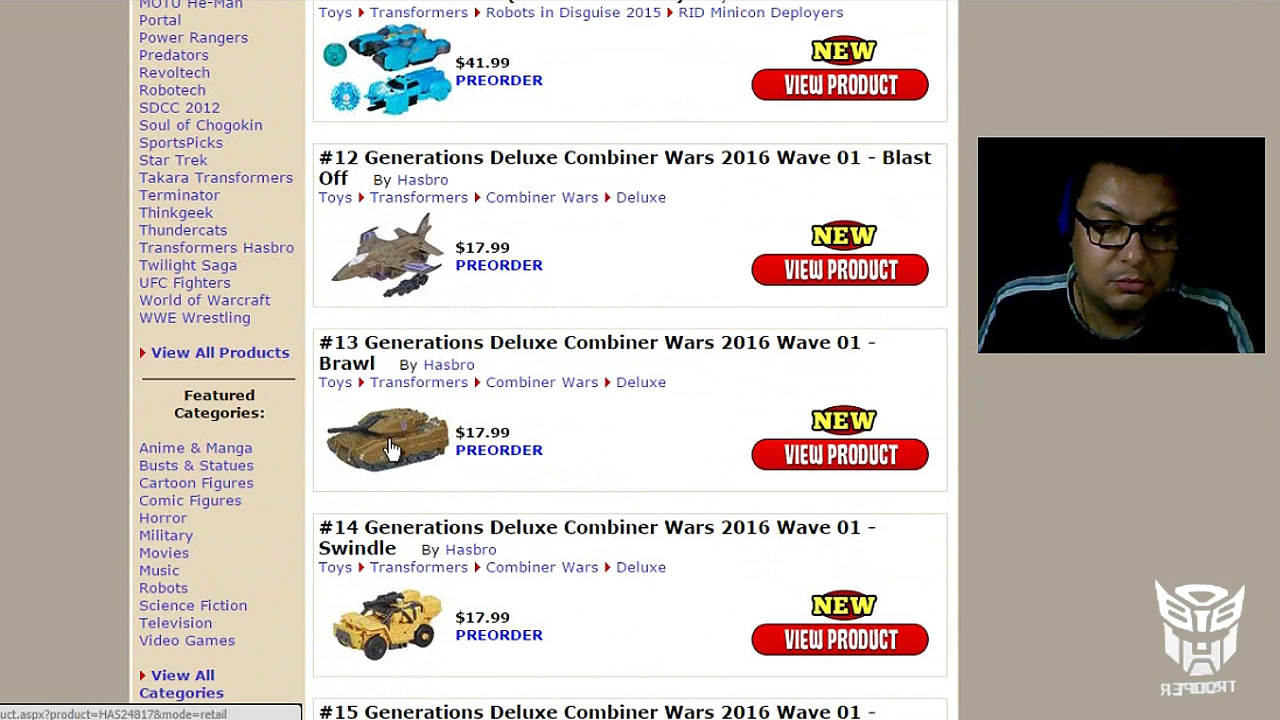 MOTU He-Man
Portal
Power Rangers
Predators
Revoltech
Robotech
SDCC 2012
Soul of Chogokin
SportsPicks
Star Trek
Takara Transformers
Terminator
Thinkgeek
Thundercats
Transformers Hasbro
Twilight Saga
UFC Fighters
World of Warcraft
WWE Wrestling
View All Products
Featured
Categories:
Anime & Manga
Busts & Statues
Cartoon Figures
Comic Figures
Horror
Military
Movies
Music
Robots
Science Fiction
Television
Video Games
View All
Categories
uct.aspx?product=HAS24817&mode=retail
Toys Transformers Robots in Disguise 2015 RID Minicon Deployers
$41.99
PREORDER
NEW
VIEW PRODUCT
#12 Generations Deluxe Combiner Wars 2016 Wave 01 - Blast
Off By Hasbro
Toys Transformers Combiner Wars Deluxe
$17.99
PREORDER
NEW
VIEW PRODUCT
#13 Generations Deluxe Combiner Wars 2016 Wave 01 -
Brawl By Hasbro
Toys Transformers Combiner Wars Deluxe
$17.99
PREORDER
NEW
VIEW PRODUCT
#14 Generations Deluxe Combiner Wars 2016 Wave 01 -
Swindle By Hasbro
Toys Transformers Combiner Wars Deluxe
$17.99
PREORDER
NEW
VIEW PRODUCT
#15 Generations Deluxe Combiner Wars 2016 Wave 01 -
TROOPER